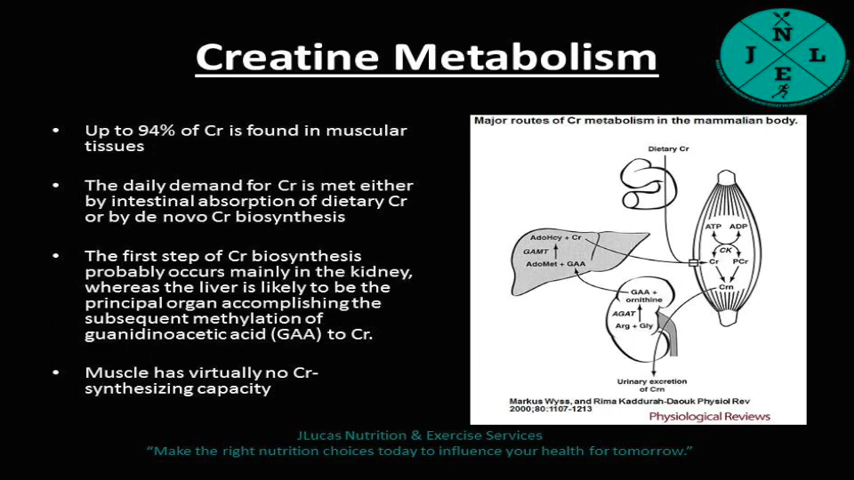 Creatine Metabolism
N
J L
E
• Up to 94% of Cr is found in muscular
tissues
• The daily demand for Cr is met either
by intestinal absorption of dietary Cr
or by de novo Cr biosynthesis
• The first step of Cr biosynthesis
probably occurs mainly in the kidney,
whereas the liver is likely to be the
principal organ accomplishing the
subsequent methylation of
guanidinoacetic acid (GAA) to Cr.
• Muscle has virtually no Cr-
synthesizing capacity
Major routes of Cr metabolism in the mammalian body.
Dietary Cr
ATP ADP
CK
Cr PCr
Crn
AdoHcy + Cr
GAMT
AdoMet + GAA
GAA +
ornithine
AGAT
Arg + Gly
Urinary excretion
of Crn
Markus Wyss, and Rima Kaddurah-Daouk Physiol Rev
2000;80:1107-1213
Physiological Reviews
JLucas Nutrition & Exercise Services
“Make the right nutrition choices today to influence your health for tomorrow.”